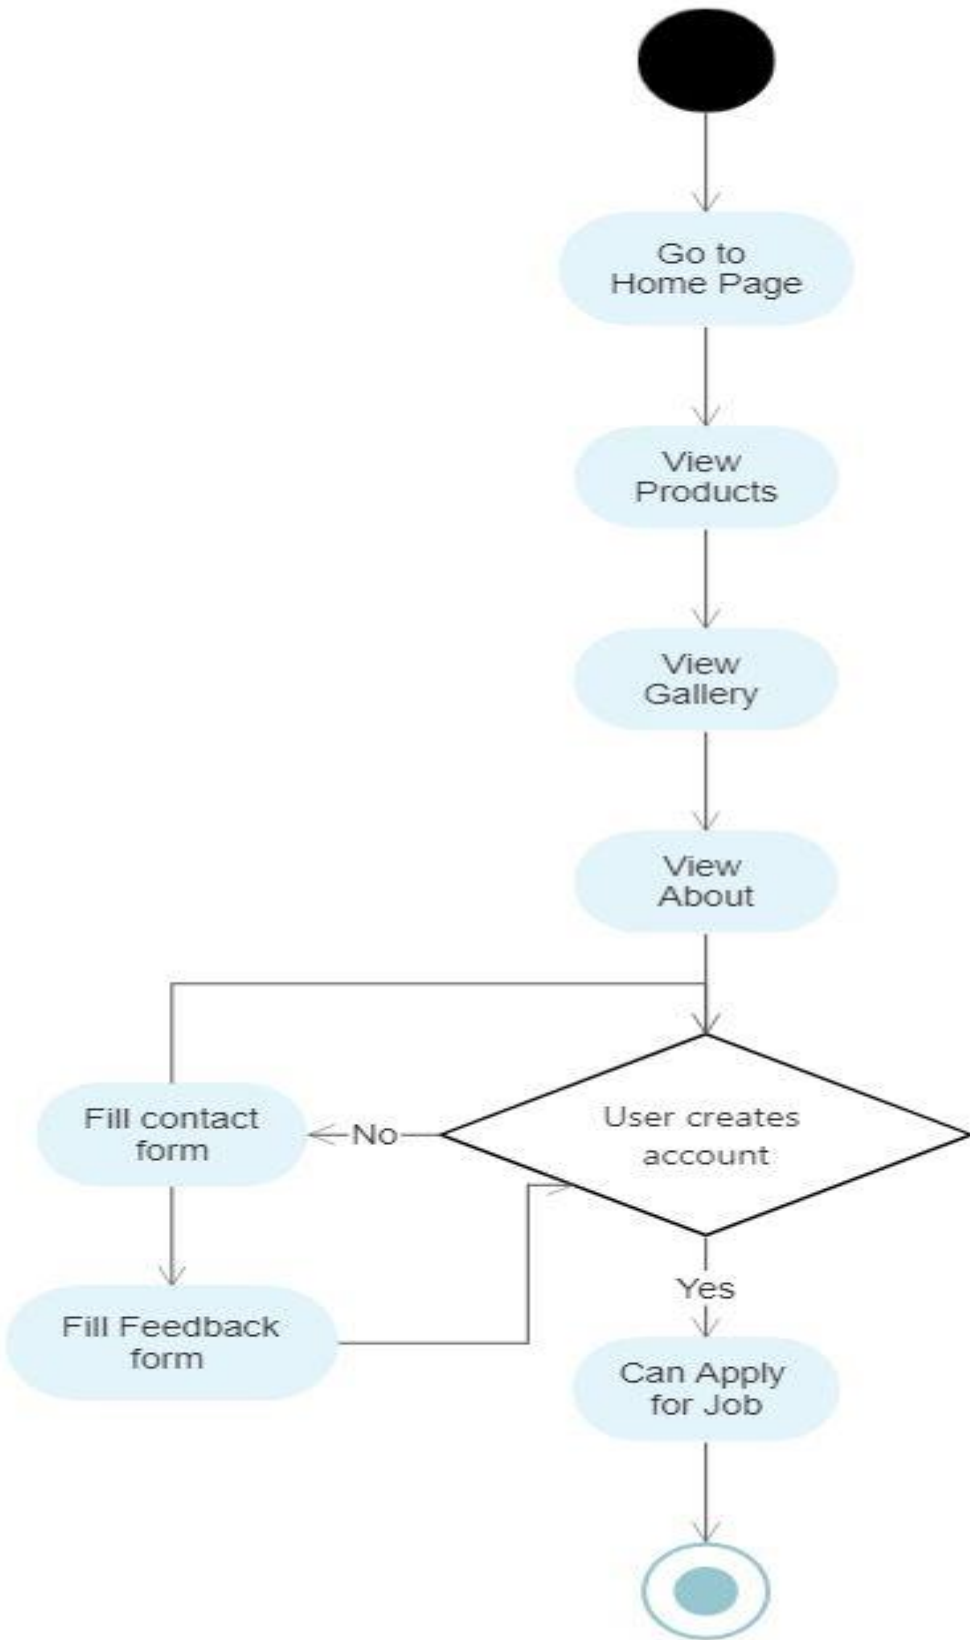 Go to
Home Page
View
Products
View
Gallery
View
About
User creates
account
Fill contact
form
No
Yes
Fill Feedback
form
Can Apply
for Job